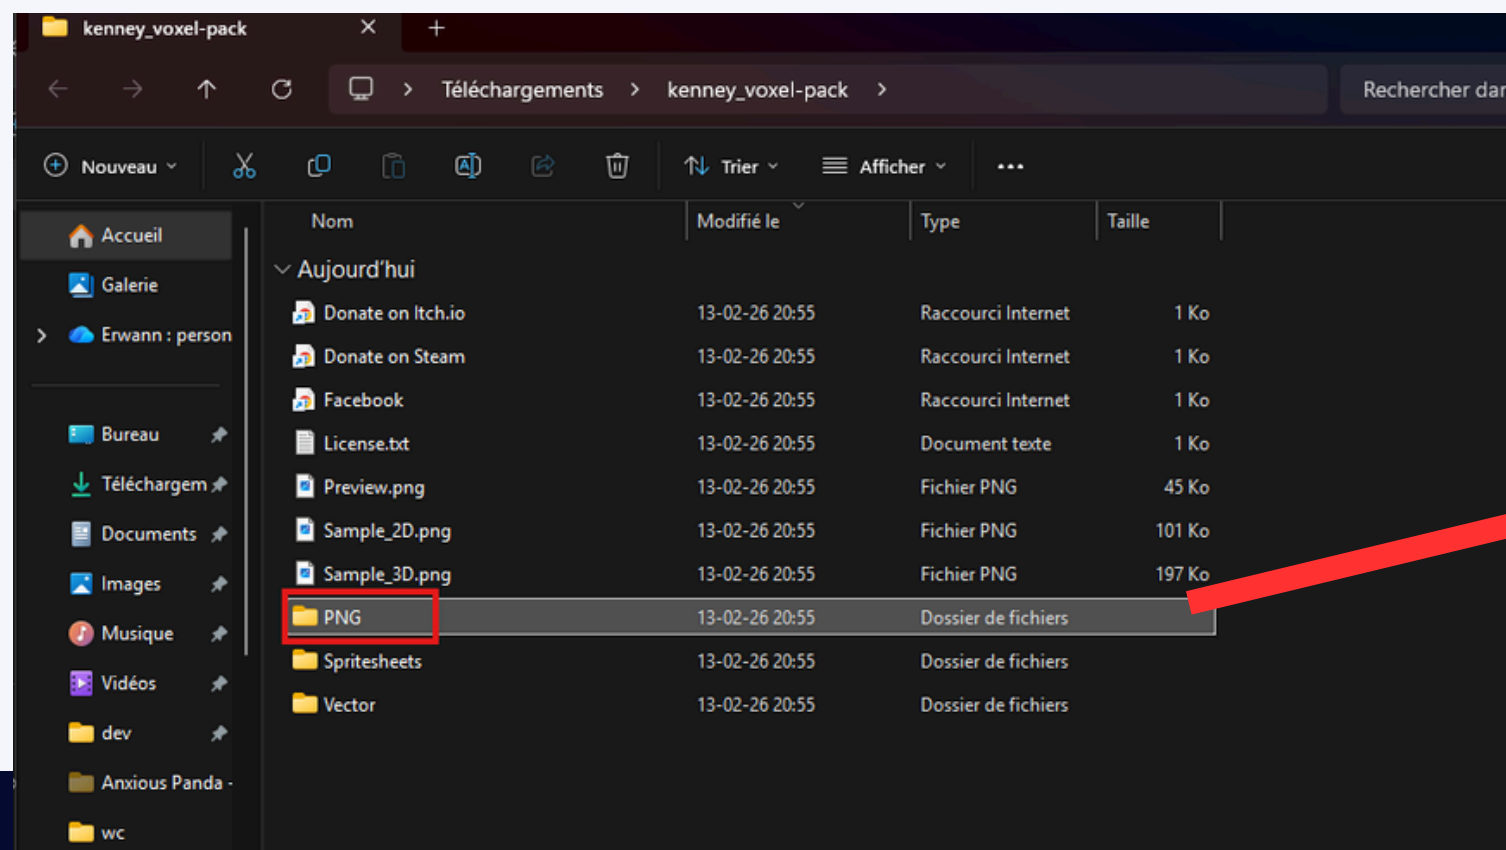 kenney_voxel-pack
Téléchargements > kenney_voxel-pack >
Rechercher dan
Nouveau
Trier
Afficher
Accueil
Galerie
Erwann : person
Bureau
Téléchargem
Documents
Images
Musique
Vidéos
dev
Anxious Panda -
wc
Nom Modifié le Type Taille
Aujourd'hui
Donate on Itch.io 13-02-26 20:55 Raccourci Internet 1 Ko
Donate on Steam 13-02-26 20:55 Raccourci Internet 1 Ko
Facebook 13-02-26 20:55 Raccourci Internet 1 Ko
License.txt 13-02-26 20:55 Document texte 1 Ko
Preview.png 13-02-26 20:55 Fichier PNG 45 Ko
Sample_2D.png 13-02-26 20:55 Fichier PNG 101 Ko
Sample_3D.png 13-02-26 20:55 Fichier PNG 197 Ko
PNG 13-02-26 20:55 Dossier de fichiers
Spritesheets 13-02-26 20:55 Dossier de fichiers
Vector 13-02-26 20:55 Dossier de fichiers